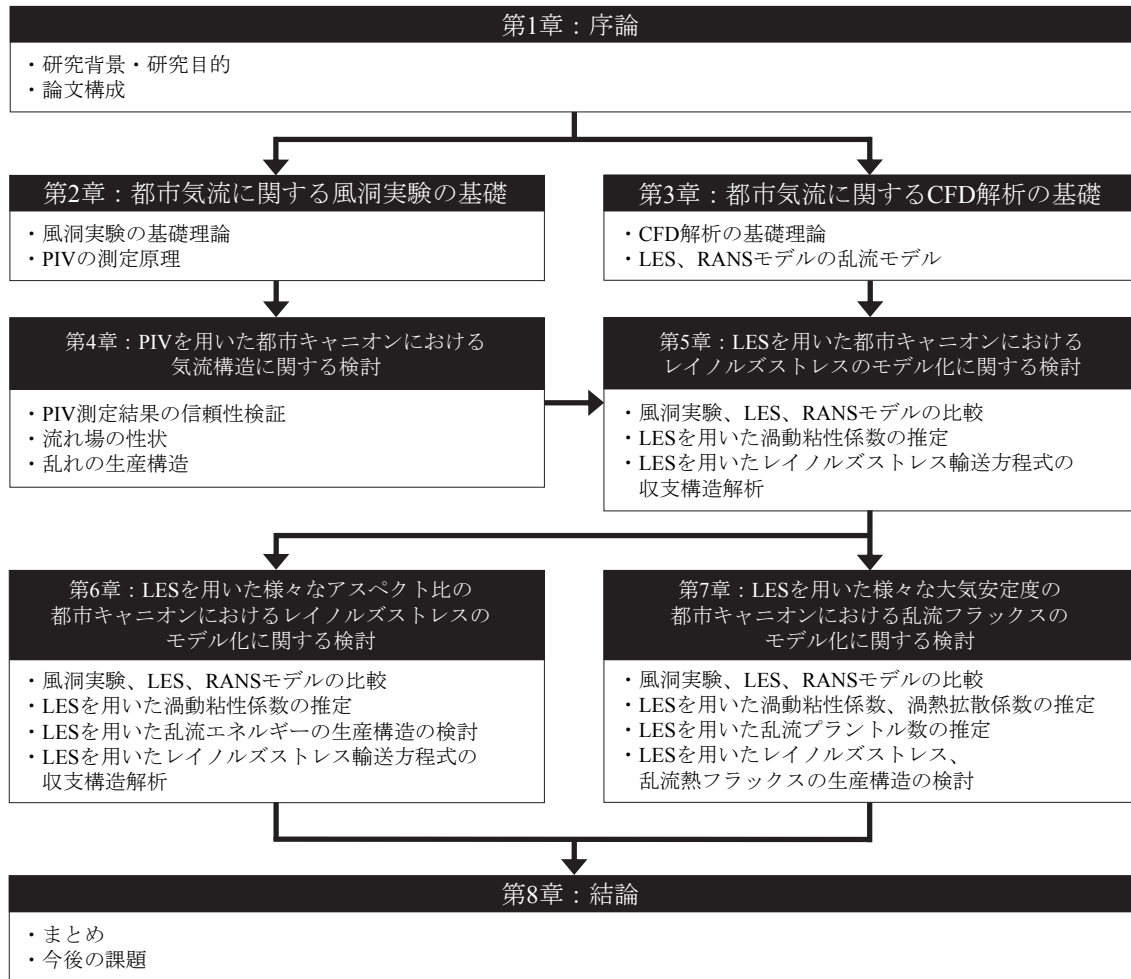 第1章：序論
・研究背景・研究目的
・論文構成
第2章：都市気流に関する風洞実験の基礎
・風洞実験の基礎理論
・PIVの測定原理
第3章：都市気流に関するCFD解析の基礎
・CFD解析の基礎理論
・LES、RANSモデルの乱流モデル
第4章：PIVを用いた都市キャニオンにおける
気流構造に関する検討
・PIV測定結果の信頼性検証
・流れ場の性状
・乱れの生産構造
第5章：LESを用いた都市キャニオンにおける
レイノルズストレスのモデル化に関する検討
・風洞実験、LES、RANSモデルの比較
・LESを用いた渦動粘性係数の推定
・LESを用いたレイノルズストレス輸送方程式の
収支構造解析
第6章：LESを用いた様々なアスペクト比の
都市キャニオンにおけるレイノルズストレスの
モデル化に関する検討
・風洞実験、LES、RANSモデルの比較
・LESを用いた渦動粘性係数の推定
・LESを用いた乱流エネルギーの生産構造の検討
・LESを用いたレイノルズストレス輸送方程式の
収支構造解析
第7章：LESを用いた様々な大気安定度の
都市キャニオンにおける乱流フラックスの
モデル化に関する検討
・風洞実験、LES、RANSモデルの比較
・LESを用いた渦動粘性係数、渦熱拡散係数の推定
・LESを用いた乱流プラントル数の推定
・LESを用いたレイノルズストレス、
乱流熱フラックスの生産構造の検討
第8章：結論
・まとめ
・今後の課題